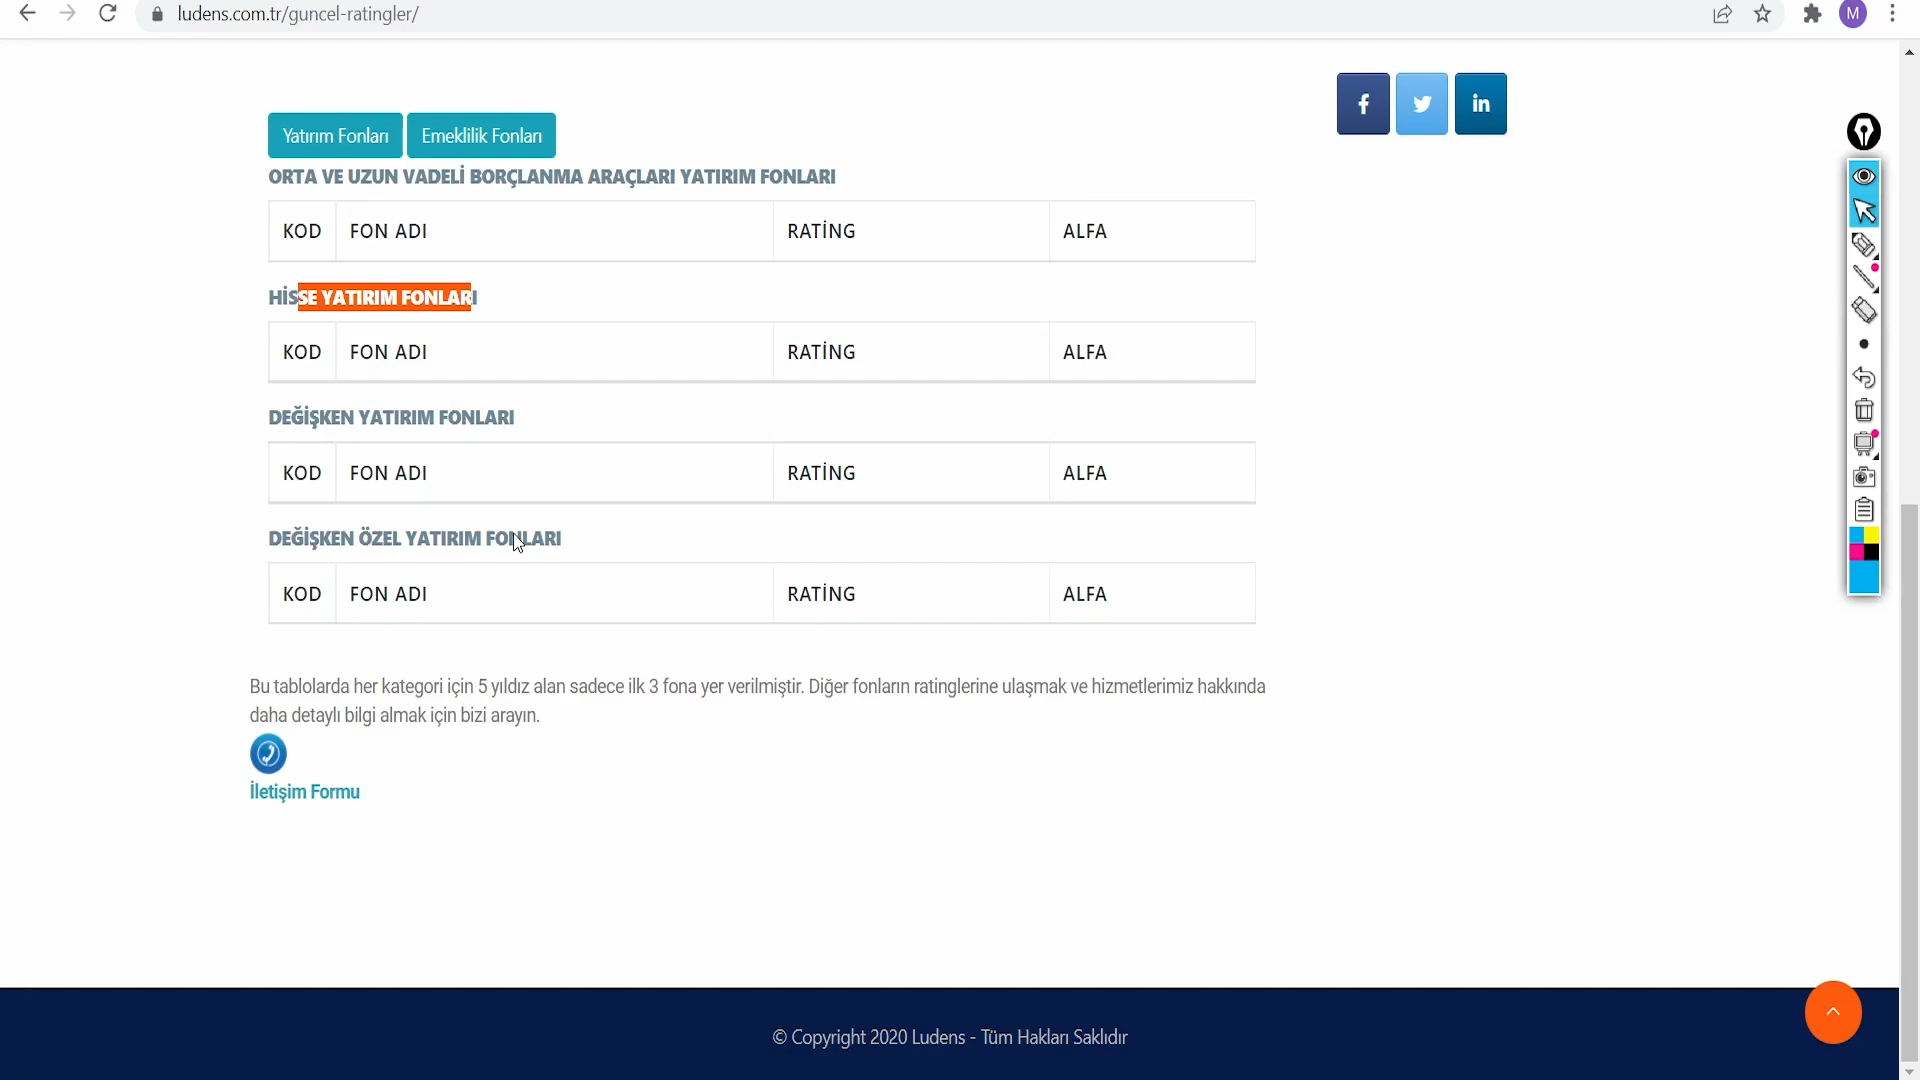 ludens.com.tr/guncel-ratingler/
M
f
in
Yatırım Fonları
Emeklilik Fonları
ORTA VE UZUN VADELİ BORÇLANMA ARAÇLARI YATIRIM FONLARI
KOD FON ADI RATİNG ALFA
HİSSE YATIRIM FONLARI
KOD FON ADI RATİNG ALFA
DEĞİŞKEN YATIRIM FONLARI
KOD FON ADI RATİNG ALFA
DEĞİŞKEN ÖZEL YATIRIM FONLARI
KOD FON ADI RATİNG ALFA
Bu tablolarda her kategori için 5 yıldız alan sadece ilk 3 fona yer verilmiştir. Diğer fonların ratinglerine ulaşmak ve hizmetlerimiz hakkında
daha detaylı bilgi almak için bizi arayın.
İletişim Formu
© Copyright 2020 Ludens - Tüm Hakları Saklıdır